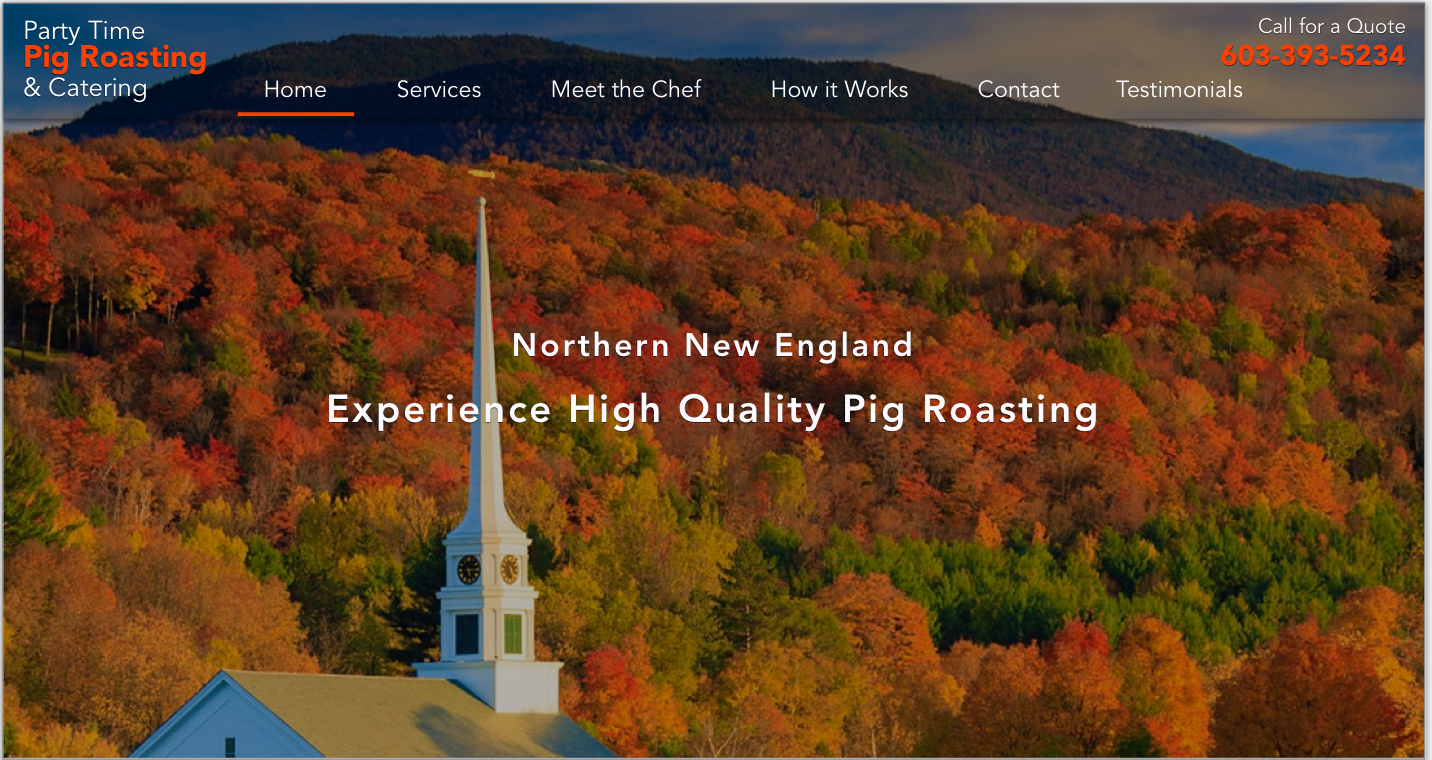 Party Time
Pig Roasting
& Catering
Call for a Quote
603-393-5234
Home Services Meet the Chef How it Works Contact Testimonials
Northern New England
Experience High Quality Pig Roasting